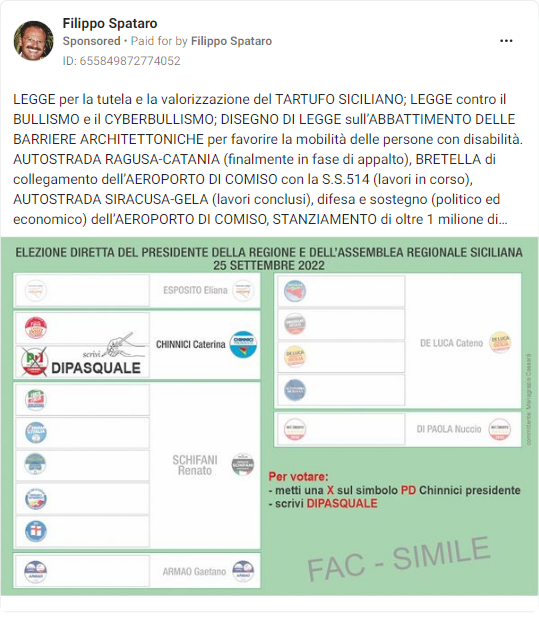 Filippo Spataro
Sponsored • Paid for by Filippo Spataro
ID: 655849872774052
LEGGE per la tutela e la valorizzazione del TARTUFO SICILIANO; LEGGE contro il
BULLISMO e il CYBERBULLISMO; DISEGNO DI LEGGE sull'ABBATTIMENTO DELLE
BARRIERE ARCHITETTONICHE per favorire la mobilità delle persone con disabilità.
AUTOSTRADA RAGUSA-CATANIA (finalmente in fase di appalto), BRETELLA di
collegamento dell'AEROPORTO DI COMISO con la S.S.514 (lavori in corso),
AUTOSTRADA SIRACUSA-GELA (lavori conclusi), difesa e sostegno (politico ed
economico) dell'AEROPORTO DI COMISO, STANZIAMENTO di oltre 1 milione di…
ELEZIONE DIRETTA DEL PRESIDENTE DELLA REGIONE E DELL'ASSEMBLEA REGIONALE SICILIANA
25 SETTEMBRE 2022
ESPOSITO Eliana
scrivi
DIPASQUALE
CHINNICI Caterina
CHINNICI
PD
SCHIFANI
Renato
ARMAO Gaetano
DE LUCA Cateno
DI PAOLA Nuccio
Per votare:
- metti una X sul simbolo PD Chinnici presidente
- scrivi DIPASQUALE
FAC - SIMILE